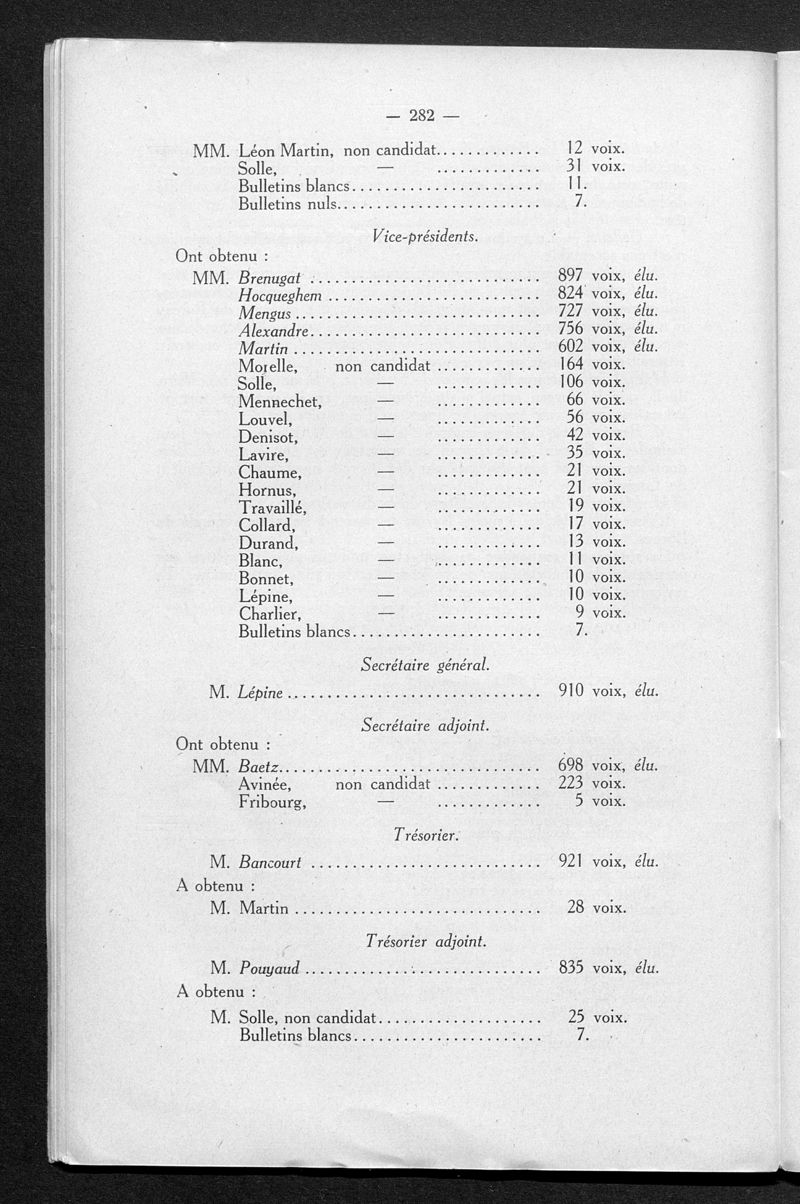 — 282 —
MM. Léon Martin, non candidat............. 12 voix.
Solle, — ............. 31 voix.
Bulletins blancs....................... 11.
Bulletins nuls......................... 7.
Vice-présidents.
Ont obtenu :
MM. Brenugat ............................ 897 voix, élu.
Hocqueghem .......................... 824 voix, élu.
Mengus .............................. 727 voix, élu.
Alexandre............................ 756 voix, élu.
Martin .............................. 602 voix, élu.
Morelle, non candidat ............. 164 voix.
Solle, — ............. 106 voix.
Mennechet, — ............. 66 voix.
Louvel, — ............. 56 voix.
Denisot, — ............. 42 voix.
Lavire, — ............. 35 voix.
Chaume, — ............. 21 voix.
Hornus, — ............. 21 voix.
Travaillé, — ............. 19 voix.
Collard, — ............. 17 voix.
Durand, — ............. 13 voix.
Blanc, — ............. 11 voix.
Bonnet, — ............. 10 voix.
Lépine, — ............. 10 voix.
Charlier, — ............. 9 voix.
Bulletins blancs....................... 7.
Secrétaire général.
M. Lépine ............................... 910 voix, élu.
Secrétaire adjoint.
Ont obtenu :
MM. Baetz................................ 698 voix, élu.
Avinée, non candidat ............. 223 voix.
Fribourg, — ............. 5 voix.
Trésorier.
M. Bancourt ............................ 921 voix, élu.
A obtenu :
M. Martin .............................. 28 voix.
Trésorier adjoint.
M. Pouyaud ............................. 835 voix, élu.
A obtenu :
M. Solle, non candidat.................... 25 voix.
Bulletins blancs....................... 7.